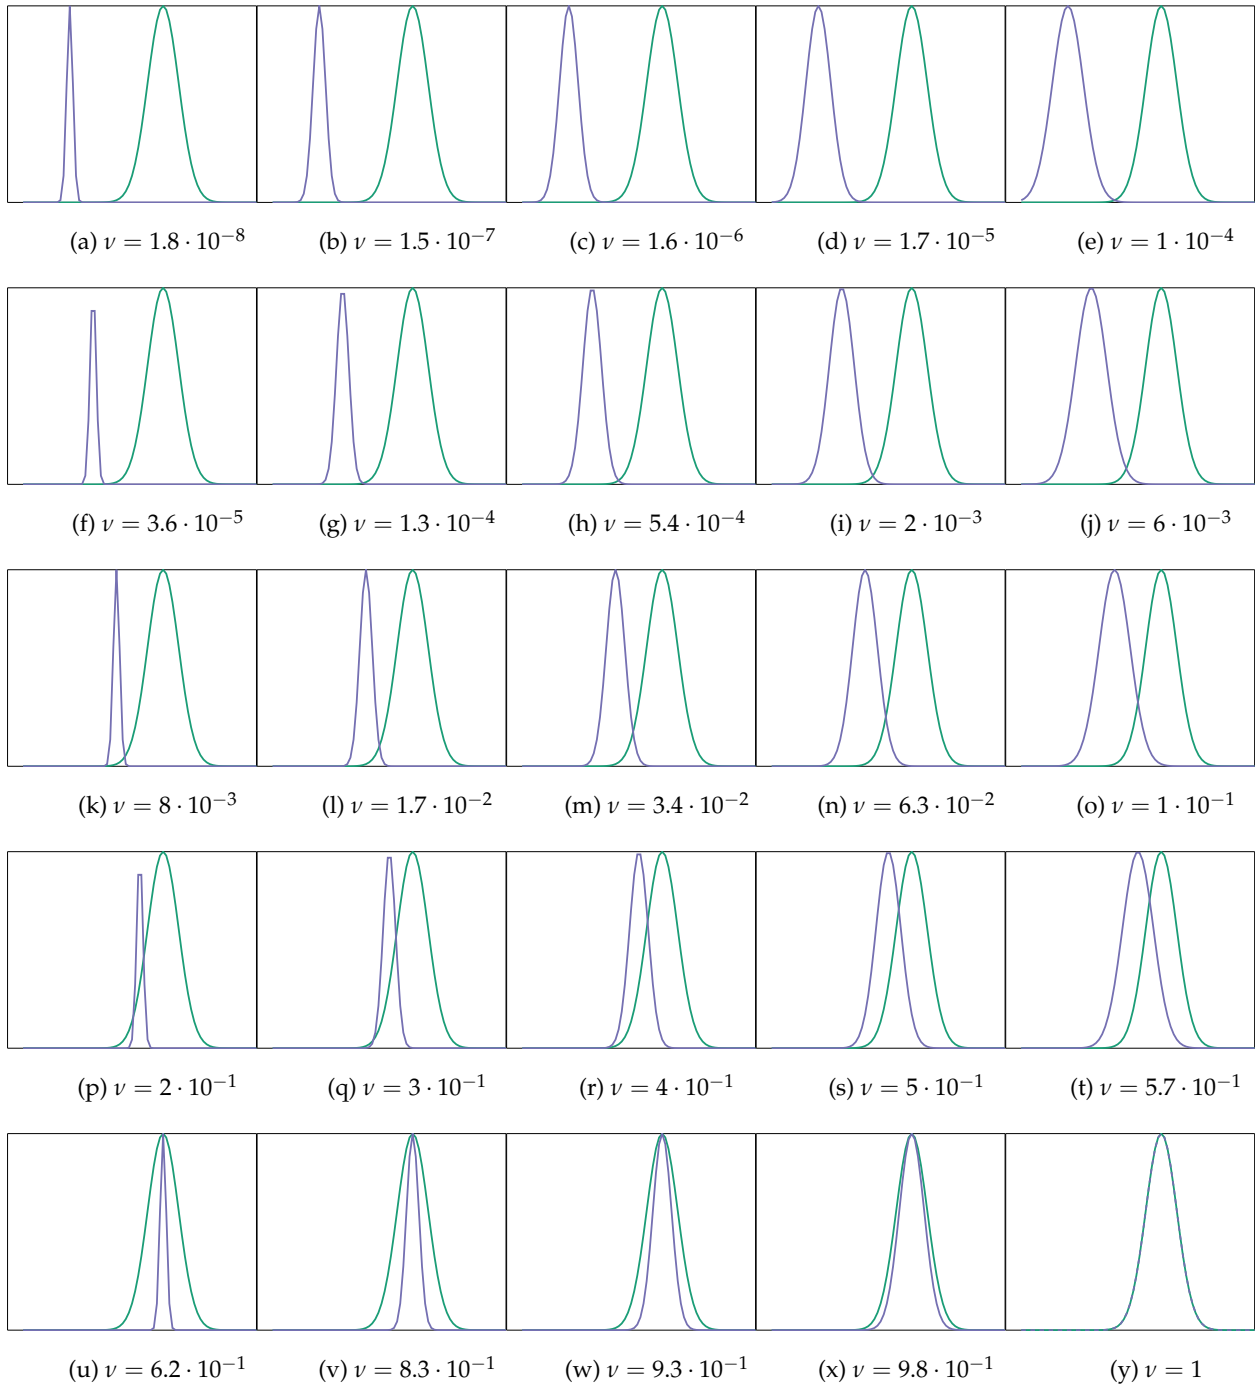 (a) ν = 1.8 · 10⁻⁸ (b) ν = 1.5 · 10⁻⁷ (c) ν = 1.6 · 10⁻⁶ (d) ν = 1.7 · 10⁻⁵ (e) ν = 1 · 10⁻⁴
(f) ν = 3.6 · 10⁻⁵ (g) ν = 1.3 · 10⁻⁴ (h) ν = 5.4 · 10⁻⁴ (i) ν = 2 · 10⁻³ (j) ν = 6 · 10⁻³
(k) ν = 8 · 10⁻³ (l) ν = 1.7 · 10⁻² (m) ν = 3.4 · 10⁻² (n) ν = 6.3 · 10⁻² (o) ν = 1 · 10⁻¹
(p) ν = 2 · 10⁻¹ (q) ν = 3 · 10⁻¹ (r) ν = 4 · 10⁻¹ (s) ν = 5 · 10⁻¹ (t) ν = 5.7 · 10⁻¹
(u) ν = 6.2 · 10⁻¹ (v) ν = 8.3 · 10⁻¹ (w) ν = 9.3 · 10⁻¹ (x) ν = 9.8 · 10⁻¹ (y) ν = 1